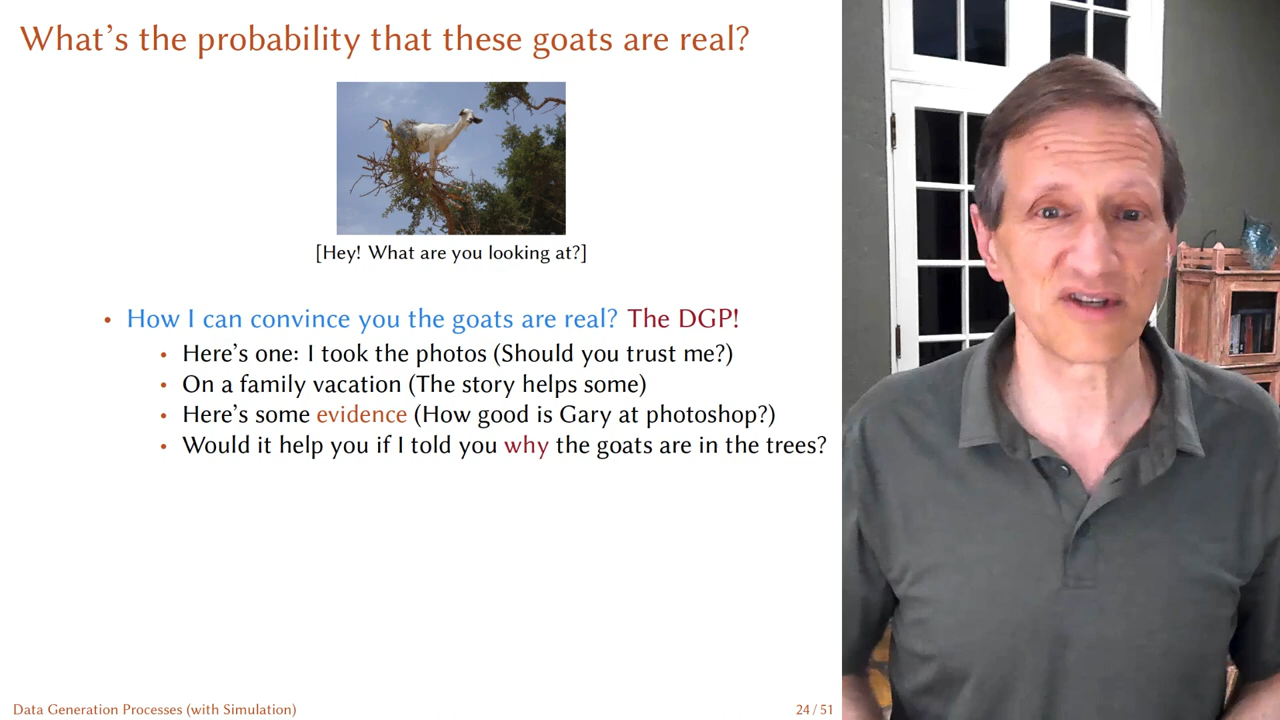 What's the probability that these goats are real?
[Hey! What are you looking at?]
• How I can convince you the goats are real? The DGP!
• Here's one: I took the photos (Should you trust me?)
• On a family vacation (The story helps some)
• Here's some evidence (How good is Gary at photoshop?)
• Would it help you if I told you why the goats are in the trees?
Data Generation Processes (with Simulation)
24 / 51